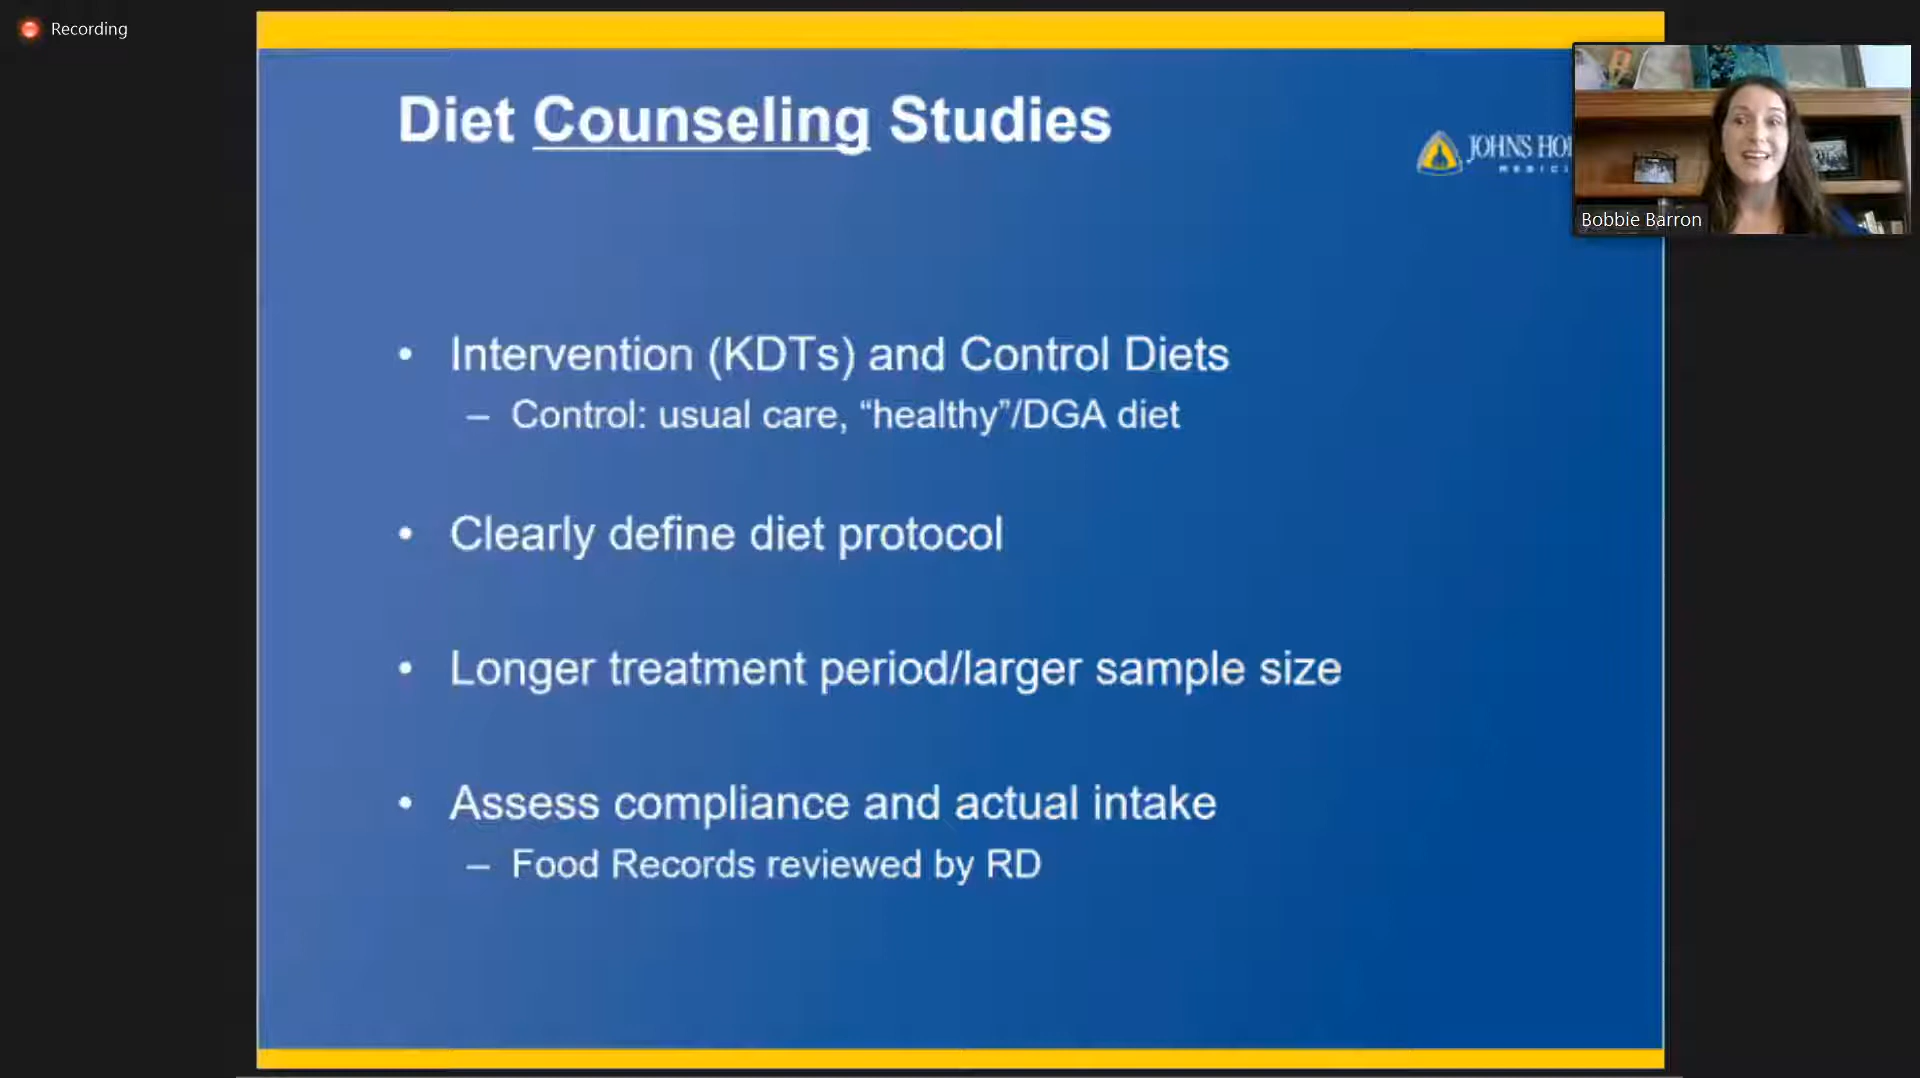 Recording
Diet Counseling Studies
JOHNS
Bobbie Barron
• Intervention (KDTs) and Control Diets
– Control: usual care, “healthy”/DGA diet
• Clearly define diet protocol
• Longer treatment period/larger sample size
• Assess compliance and actual intake
– Food Records reviewed by RD